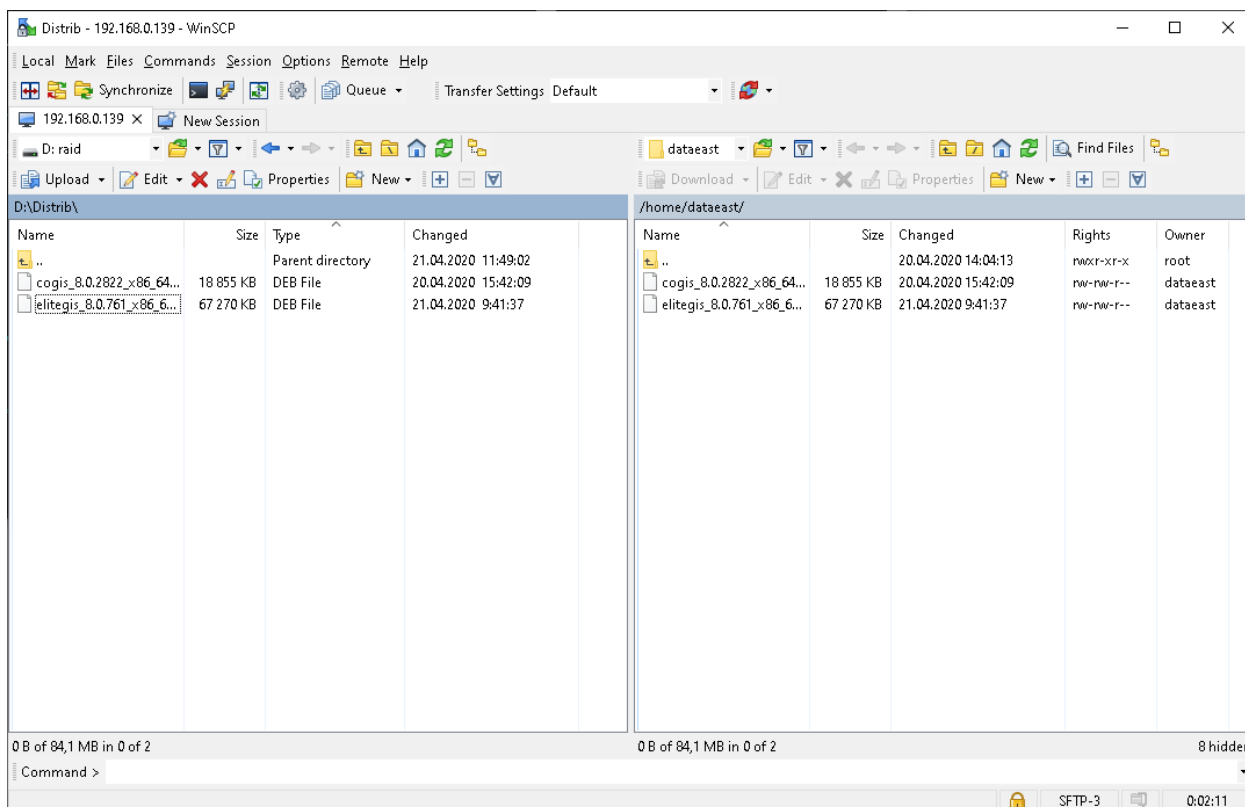 Distrib - 192.168.0.139 - WinSCP
Local Mark Files Commands Session Options Remote Help
Synchronize Queue Transfer Settings Default
192.168.0.139 New Session
D: raid
dataeast Find Files
Upload Edit Properties New
Download Edit Properties New
D:\Distrib\
/home/dataeast/
Name Size Type Changed
.. Parent directory 21.04.2020 11:49:02
cogis_8.0.2822_x86_64... 18 855 KB DEB File 20.04.2020 15:42:09
elitegis_8.0.761_x86_6... 67 270 KB DEB File 21.04.2020 9:41:37
Name Size Changed Rights Owner
.. 20.04.2020 14:04:13 rwxr-xr-x root
cogis_8.0.2822_x86_64... 18 855 KB 20.04.2020 15:42:09 rw-rw-r-- dataeast
elitegis_8.0.761_x86_6... 67 270 KB 21.04.2020 9:41:37 rw-rw-r-- dataeast
0 B of 84,1 MB in 0 of 2
0 B of 84,1 MB in 0 of 2 8 hidden
Command >
SFTP-3 0:02:11